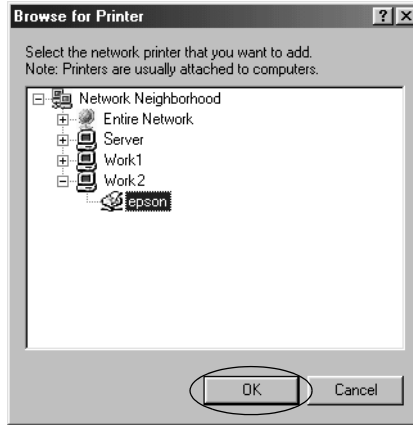 Browse for Printer
Select the network printer that you want to add.
Note: Printers are usually attached to computers.
Network Neighborhood
Entire Network
Server
Work1
Work2
epson
OK Cancel